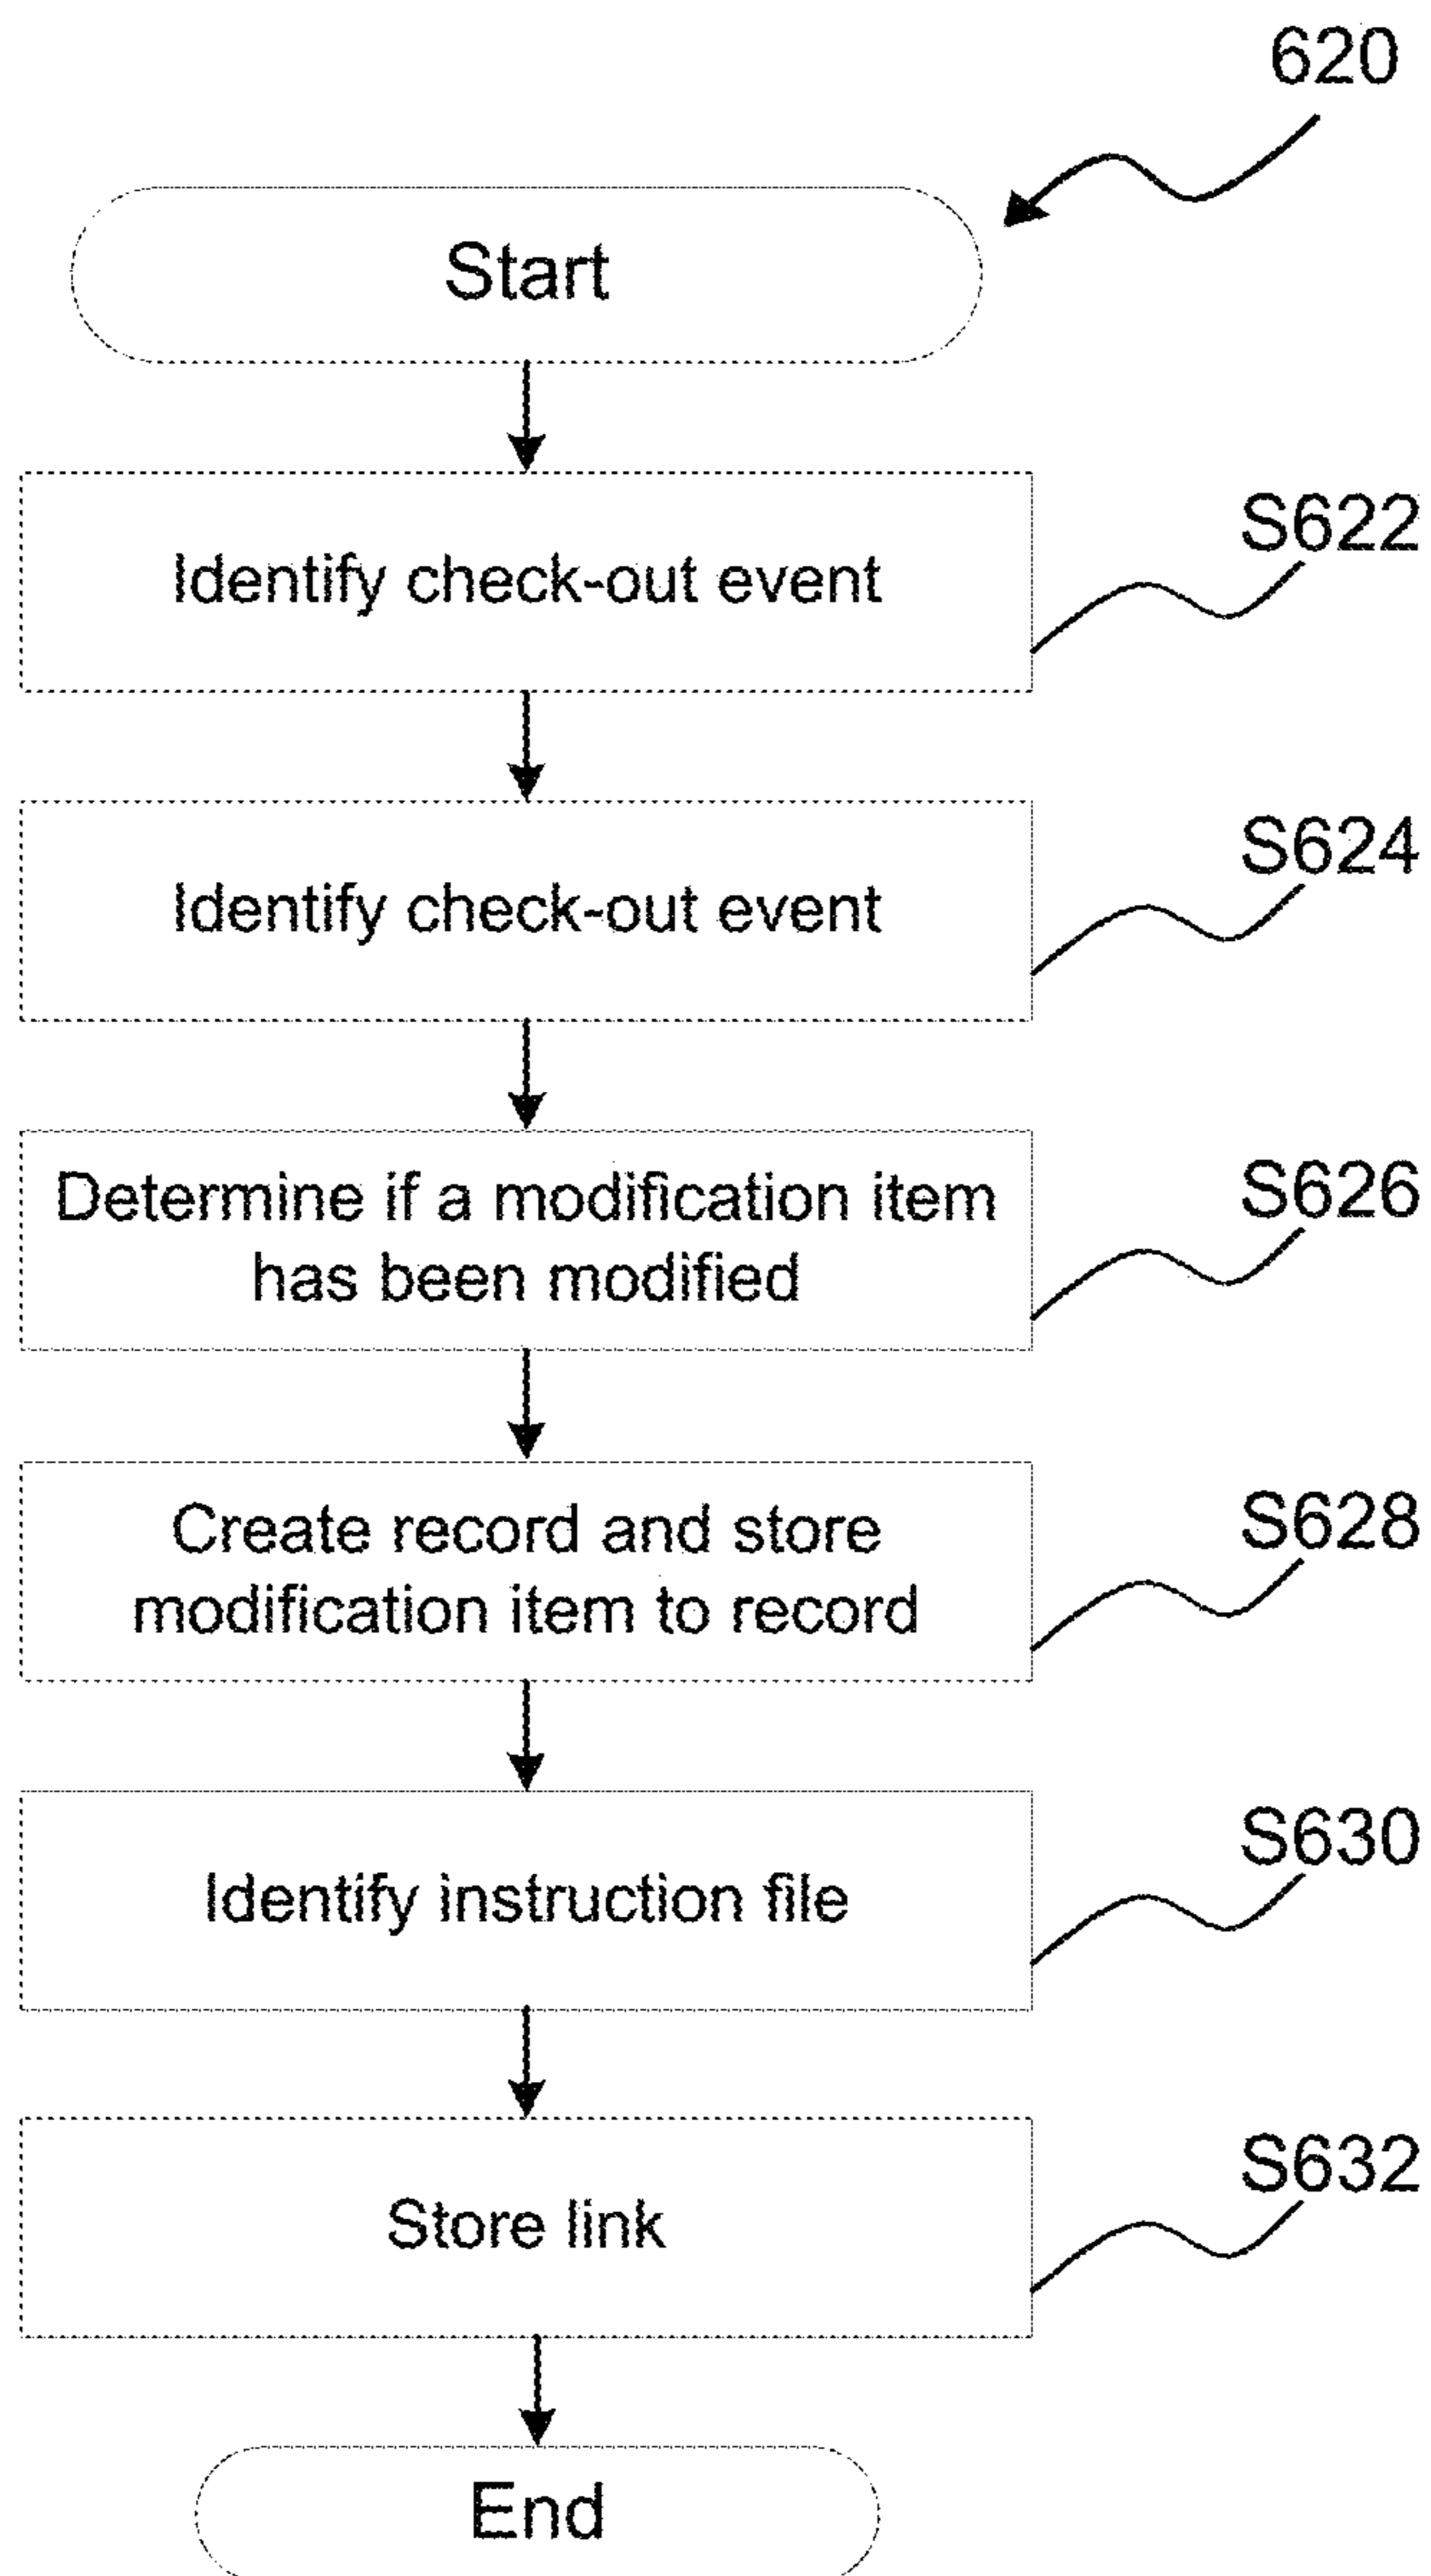 620
Start
Identify check-out event
S622
Identify check-out event
S624
Determine if a modification item
has been modified
S626
Create record and store
modification item to record
S628
Identify instruction file
S630
Store link
S632
End